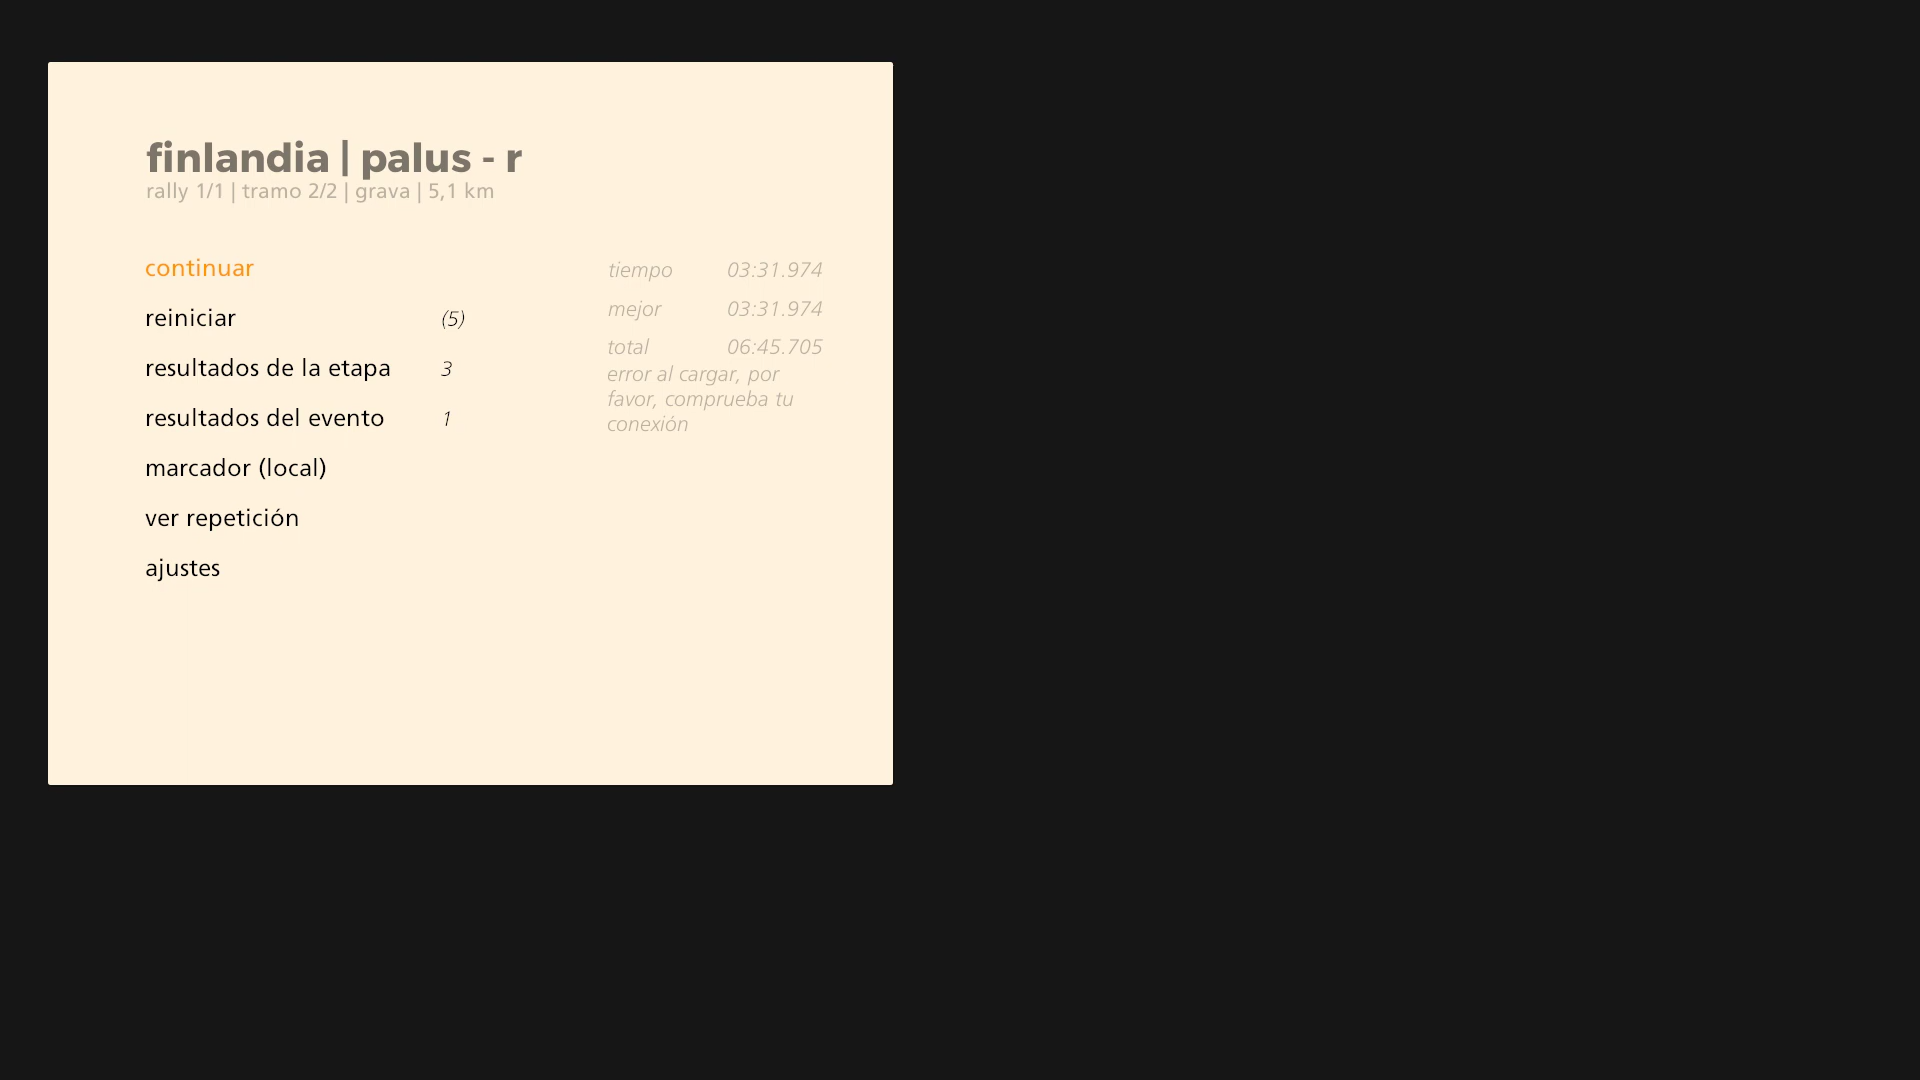 finlandia | palus - r
rally 1/1 | tramo 2/2 | grava | 5,1 km
continuar
reiniciar (5)
resultados de la etapa 3
resultados del evento 1
marcador (local)
ver repetición
ajustes
tiempo 03:31.974
mejor 03:31.974
total 06:45.705
error al cargar, por
favor, comprueba tu
conexión